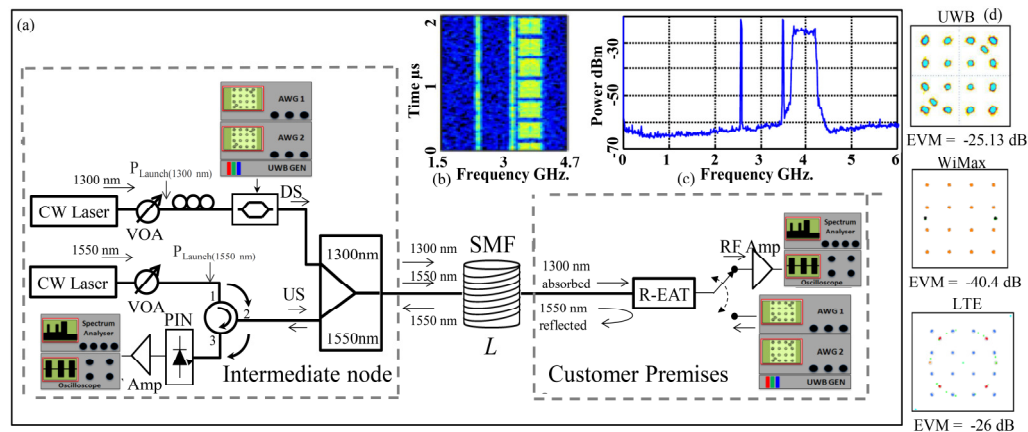 (a)
AWG 1
AWG 2
UWB GEN
1300 nm
P Launch(1300 nm)
CW Laser
VOA
DS
1550 nm
P Launch(1550 nm)
CW Laser
VOA
1
2
3
US
1300nm
1550nm
PIN
Spectrum
Analyser
Oscilloscope
Amp
Intermediate node
1300 nm
1550 nm
1550 nm
SMF
L
1300 nm
absorbed
1550 nm
reflected
R-EAT
RF Amp
Spectrum
Analyser
Oscilloscope
AWG 1
AWG 2
UWB GEN
Customer Premises
Time µs
2
1
0
1.5
3
4.7
(b) Frequency GHz.
Power dBm
-30
-50
-70
0
1
2
3
4
5
6
(c) Frequency GHz.
UWB (d)
EVM = -25.13 dB
WiMax
EVM = -40.4 dB
LTE
EVM = -26 dB